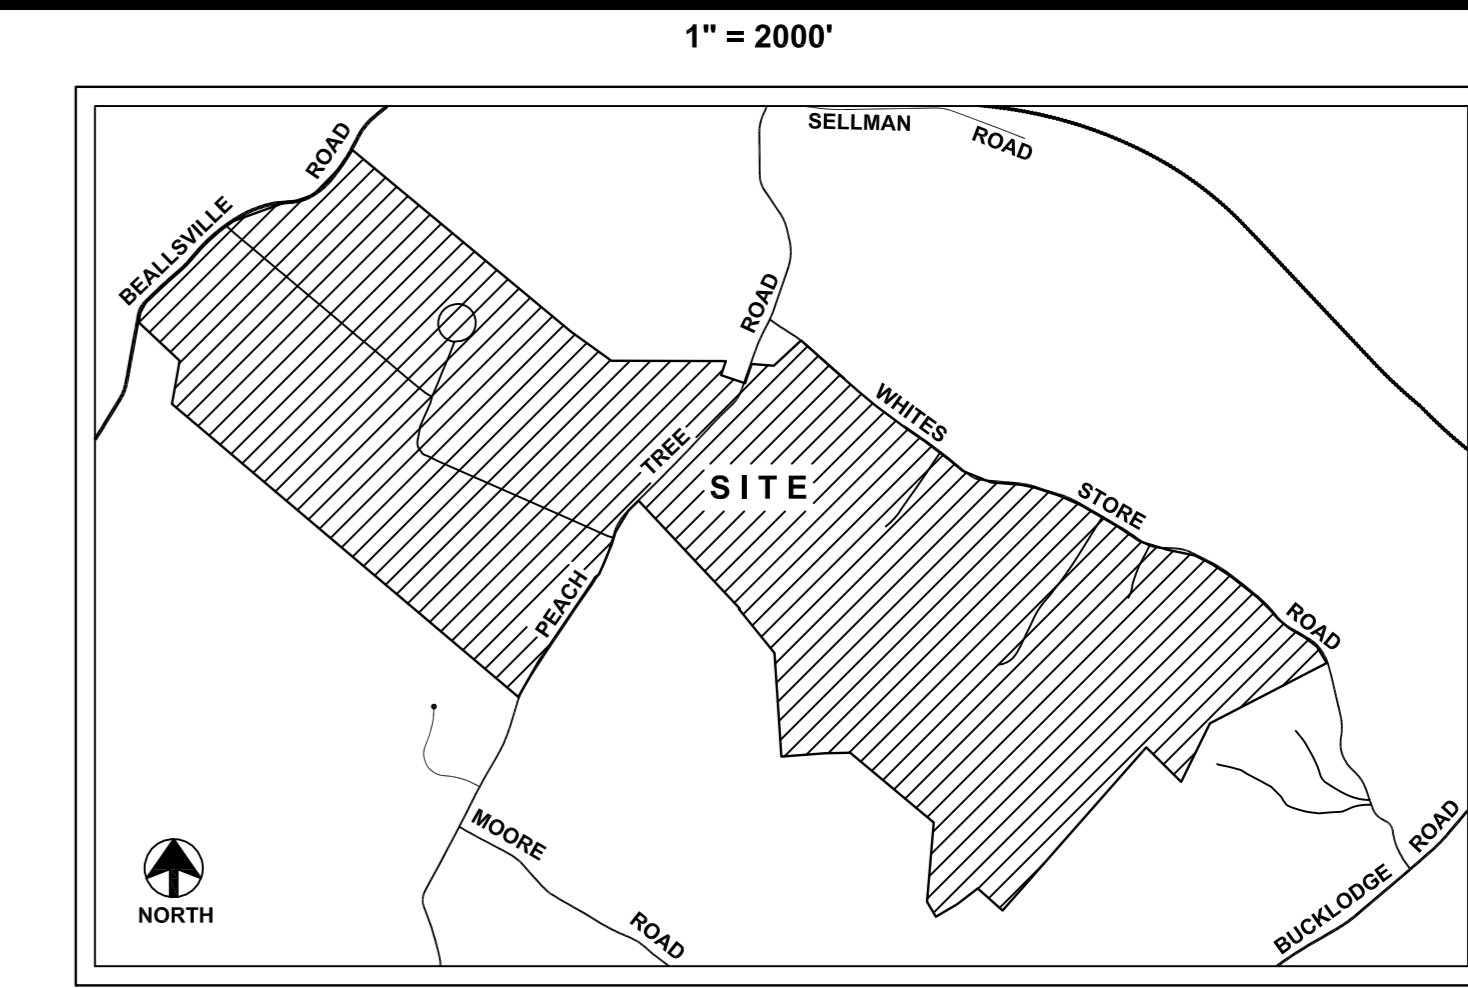 1" = 2000'
SELLMAN ROAD
BEALLSVILLE ROAD
PEACH TREE ROAD
WHITES STORE ROAD
SITE
MOORE ROAD
BUCKLODGE ROAD
NORTH